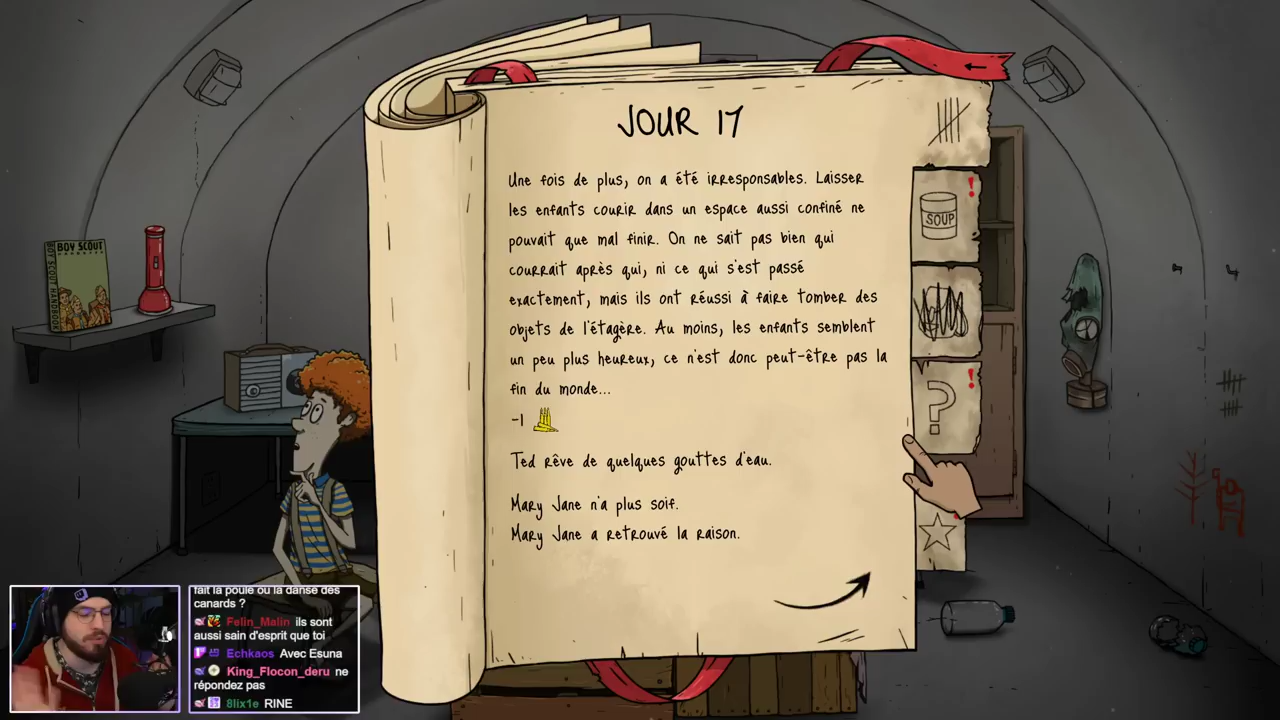 JOUR 17
Une fois de plus, on a été irresponsables. Laisser
les enfants courir dans un espace aussi confiné ne
pouvait que mal finir. On ne sait pas bien qui
courrait après qui, ni ce qui s'est passé
exactement, mais ils ont réussi à faire tomber des
objets de l'étagère. Au moins, les enfants semblent
un peu plus heureux, ce n'est donc peut-être pas la
fin du monde...
-1
Ted rêve de quelques gouttes d'eau.
Mary Jane n'a plus soif.
Mary Jane a retrouvé la raison.
SOUP
!
?
!
BOY SCOUT
BOY SCOUT HANDBOOK
fait la poule ou la danse des
canards ?
Felin_Malin ils sont
aussi sain d'esprit que toi
Echkaos Avec Esuna
King_Flocon_deru ne
répondez pas
8lix1e RINE